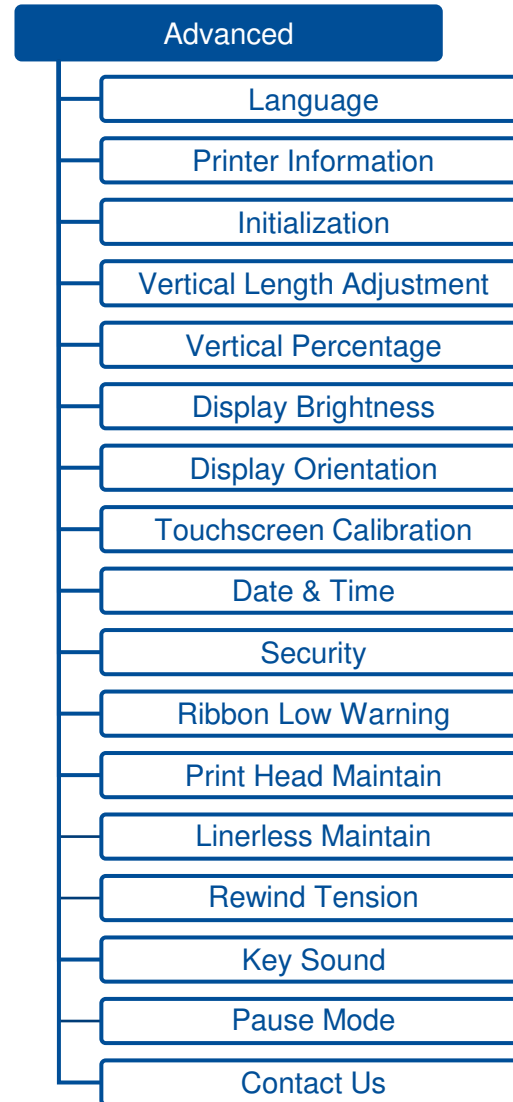 Advanced
Language
Printer Information
Initialization
Vertical Length Adjustment
Vertical Percentage
Display Brightness
Display Orientation
Touchscreen Calibration
Date & Time
Security
Ribbon Low Warning
Print Head Maintain
Linerless Maintain
Rewind Tension
Key Sound
Pause Mode
Contact Us